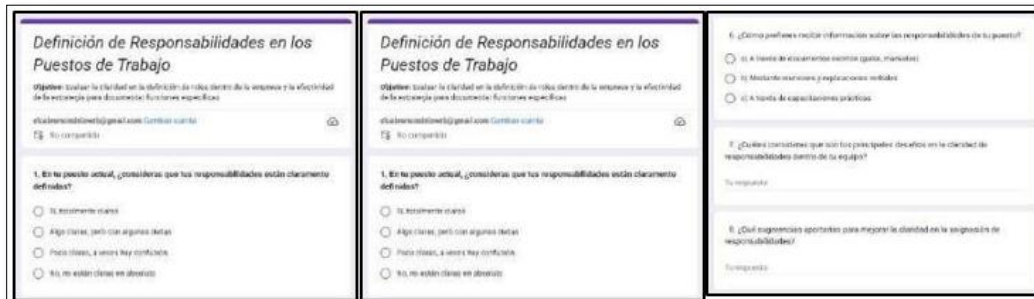 Definición de Responsabilidades en los
Puestos de Trabajo
Objetivo: Evaluar la claridad en la definición de roles dentro de la empresa y la efectividad
de la estrategia para documentar funciones específicas
Cambiar cuenta
No compartido
1. En tu puesto actual, ¿consideras que tus responsabilidades están claramente
definidas?
Sí, totalmente claras
Algo claras, pero con algunas dudas
Poco claras, a veces hay confusión
No, no están claras en absoluto
Definición de Responsabilidades en los
Puestos de Trabajo
Objetivo: Evaluar la claridad en la definición de roles dentro de la empresa y la efectividad
de la estrategia para documentar funciones específicas
Cambiar cuenta
No compartido
1. En tu puesto actual, ¿consideras que tus responsabilidades están claramente
definidas?
Sí, totalmente claras
Algo claras, pero con algunas dudas
Poco claras, a veces hay confusión
No, no están claras en absoluto
6. ¿Cómo prefieres recibir información sobre las responsabilidades de tu puesto?
a) A través de documentos escritos (guías, manuales)
b) Mediante reuniones y explicaciones verbales
c) A través de capacitaciones prácticas
7. ¿Cuáles consideras que son los principales desafíos en la claridad de
responsabilidades dentro de tu equipo?
Tu respuesta
8. ¿Qué sugerencias aportarías para mejorar la claridad en la asignación de
responsabilidades?
Tu respuesta